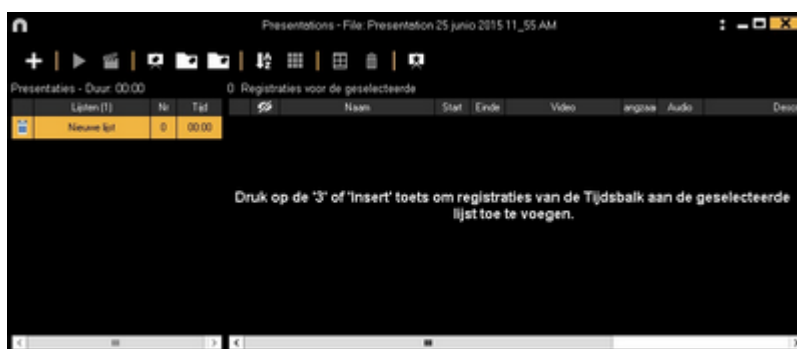 Presentations - File: Presentation 25 junio 2015 11_55 AM
Presentaties - Duur: 00:00
0 Registraties voor de geselecteerde
Lijsten (1) Nr Tijd
Naam Start Einde Video angzaa Audio Desc
Nieuwe lijst 0 00:00
Druk op de '3' of 'Insert' toets om registraties van de Tijdsbalk aan de geselecteerde
lijst toe te voegen.